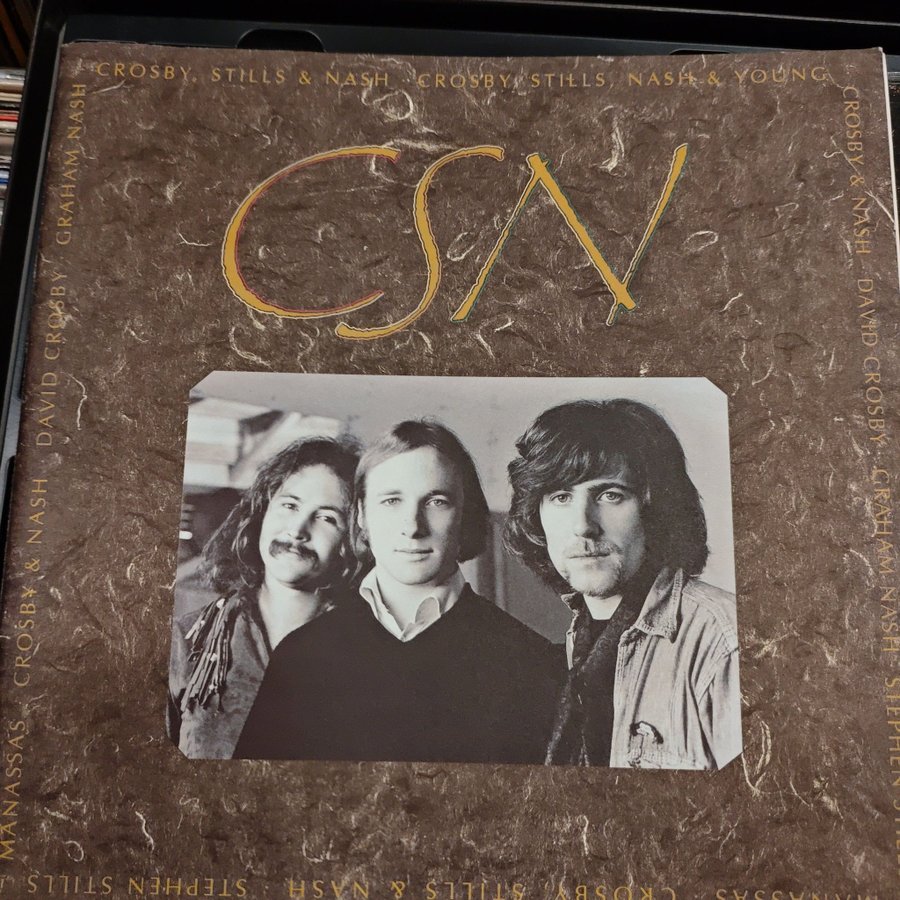 CROSBY, STILLS & NASH · CROSBY, STILLS, NASH & YOUNG
CROSBY & NASH · DAVID CROSBY · GRAHAM NASH · STEPHEN
CSN
MANASSAS · CROSBY & NASH · DAVID CROSBY · GRAHAM NASH
MANASSAS · CROSBY, STILLS & NASH · STEPHEN STILLS